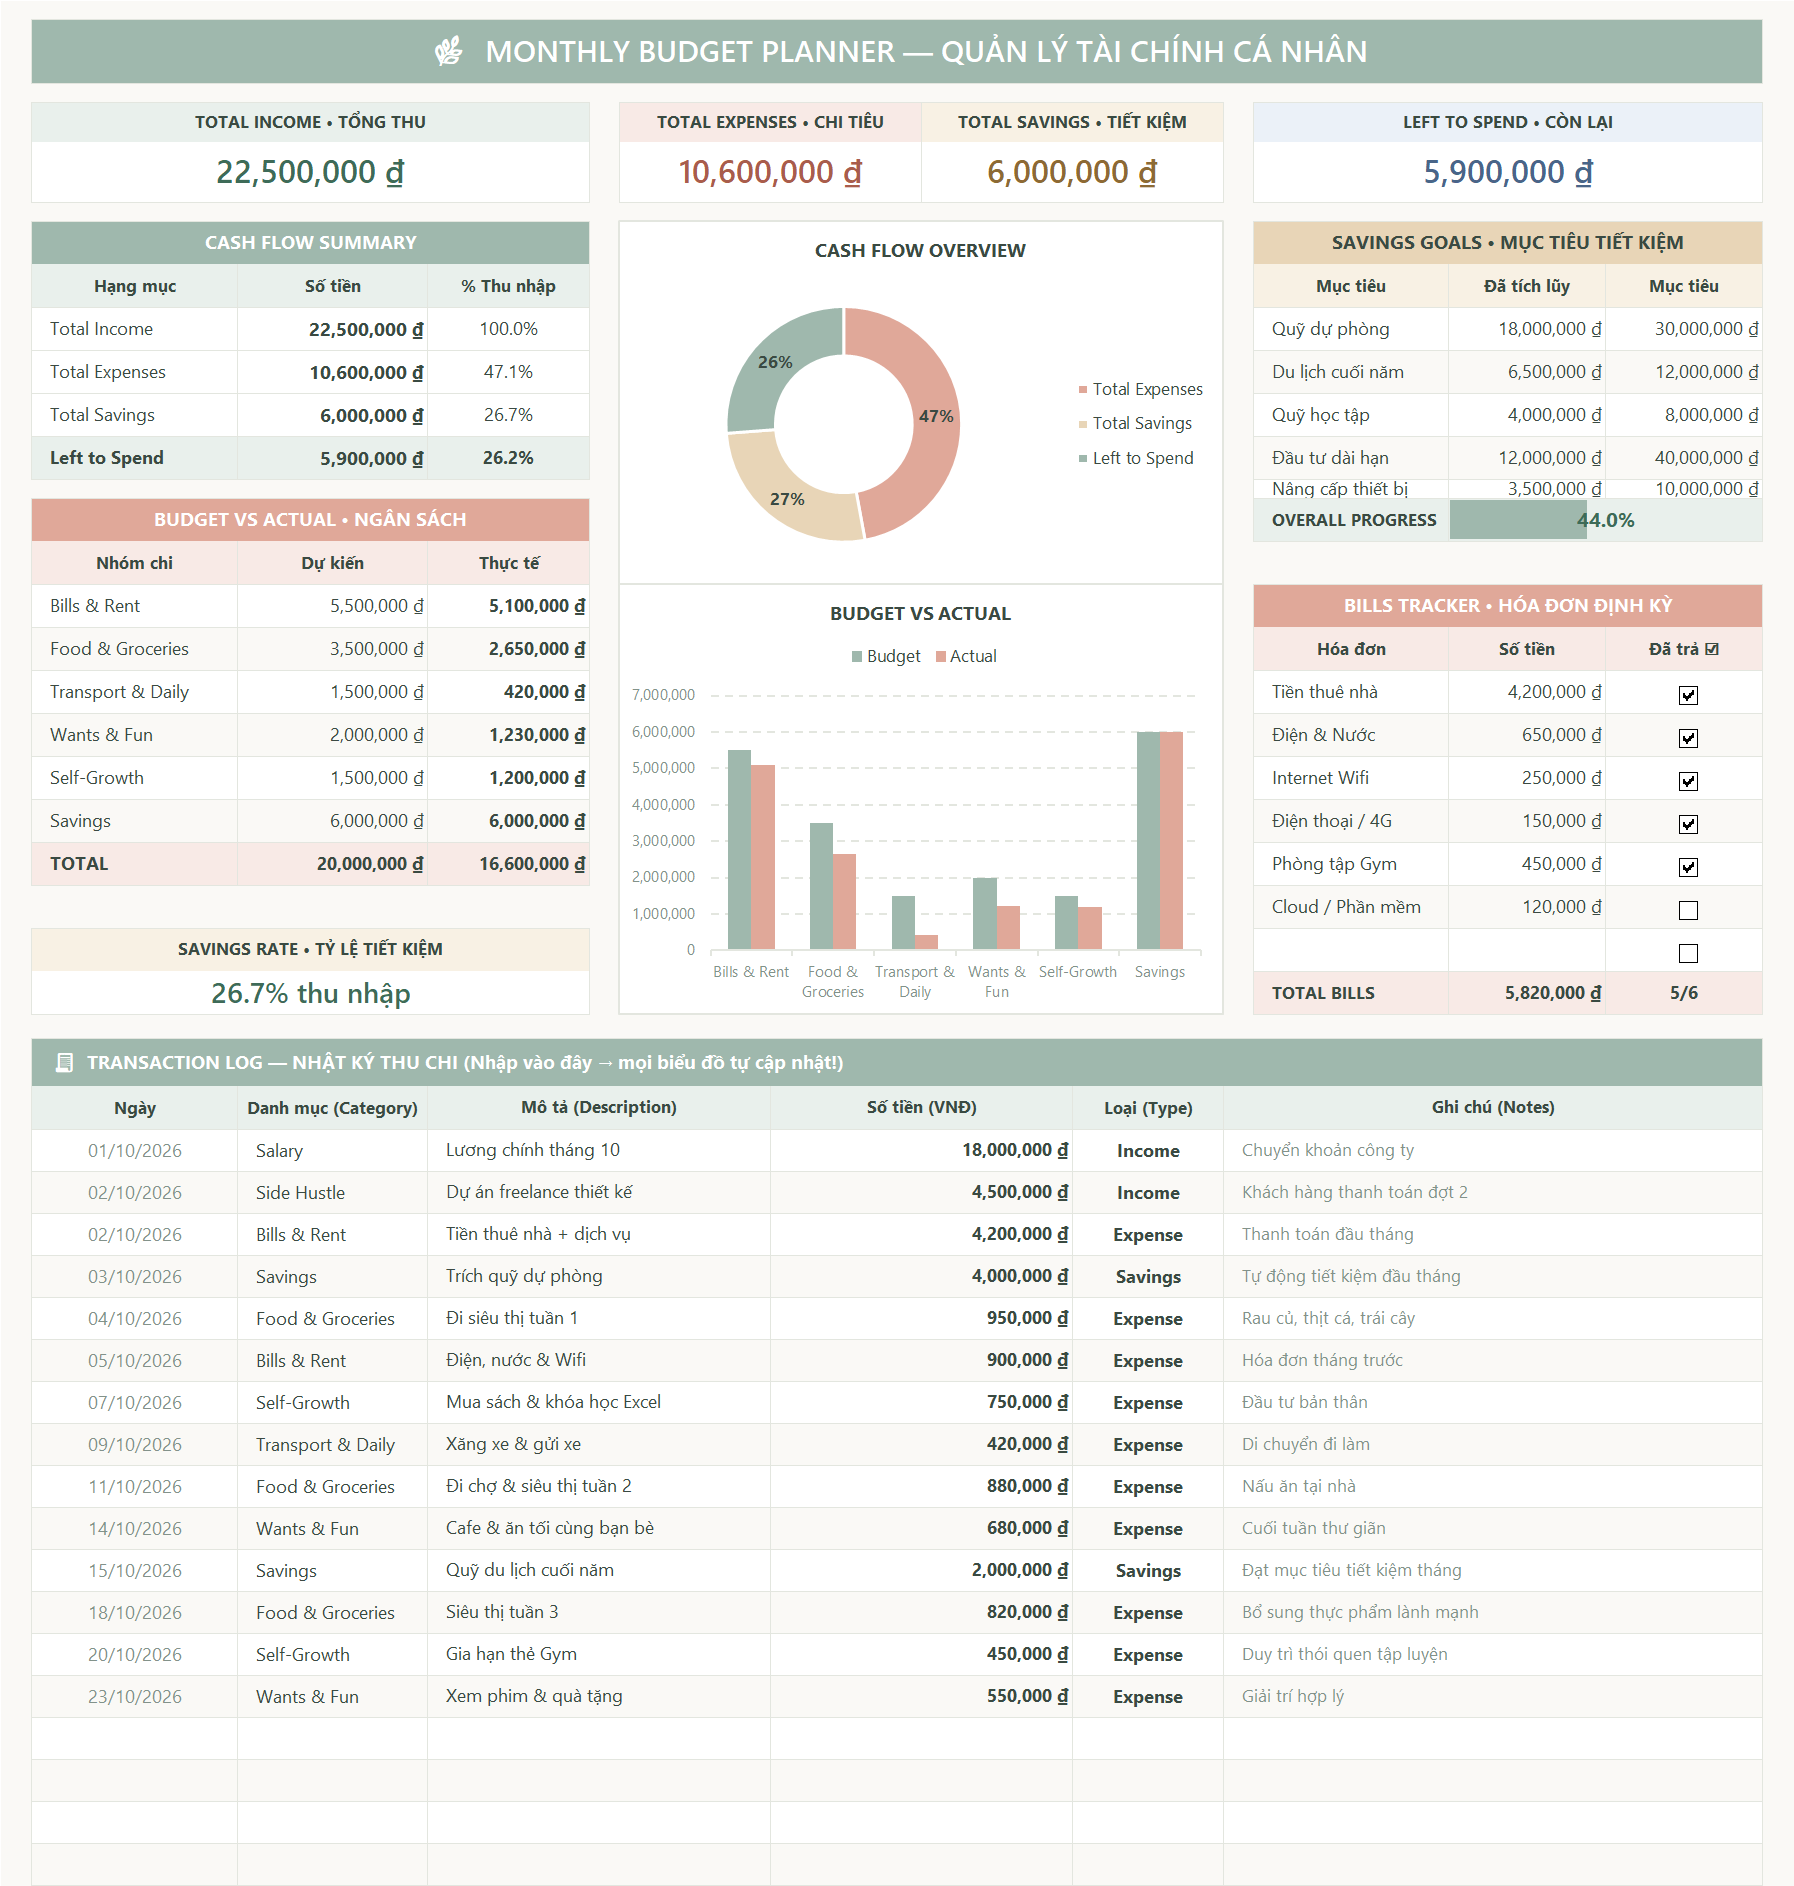 MONTHLY BUDGET PLANNER — QUẢN LÝ TÀI CHÍNH CÁ NHÂN
TOTAL INCOME • TỔNG THU
22,500,000 ₫
TOTAL EXPENSES • CHI TIÊU
10,600,000 ₫
TOTAL SAVINGS • TIẾT KIỆM
6,000,000 ₫
LEFT TO SPEND • CÒN LẠI
5,900,000 ₫
CASH FLOW SUMMARY
Hạng mục Số tiền % Thu nhập
Total Income 22,500,000 ₫ 100.0%
Total Expenses 10,600,000 ₫ 47.1%
Total Savings 6,000,000 ₫ 26.7%
Left to Spend 5,900,000 ₫ 26.2%
BUDGET VS ACTUAL • NGÂN SÁCH
Nhóm chi Dự kiến Thực tế
Bills & Rent 5,500,000 ₫ 5,100,000 ₫
Food & Groceries 3,500,000 ₫ 2,650,000 ₫
Transport & Daily 1,500,000 ₫ 420,000 ₫
Wants & Fun 2,000,000 ₫ 1,230,000 ₫
Self-Growth 1,500,000 ₫ 1,200,000 ₫
Savings 6,000,000 ₫ 6,000,000 ₫
TOTAL 20,000,000 ₫ 16,600,000 ₫
SAVINGS RATE • TỶ LỆ TIẾT KIỆM
26.7% thu nhập
CASH FLOW OVERVIEW
26%
47%
27%
Total Expenses
Total Savings
Left to Spend
BUDGET VS ACTUAL
Budget Actual
7,000,000
6,000,000
5,000,000
4,000,000
3,000,000
2,000,000
1,000,000
0
Bills & Rent
Food &
Groceries
Transport &
Daily
Wants &
Fun
Self-Growth
Savings
SAVINGS GOALS • MỤC TIÊU TIẾT KIỆM
Mục tiêu Đã tích lũy Mục tiêu
Quỹ dự phòng 18,000,000 ₫ 30,000,000 ₫
Du lịch cuối năm 6,500,000 ₫ 12,000,000 ₫
Quỹ học tập 4,000,000 ₫ 8,000,000 ₫
Đầu tư dài hạn 12,000,000 ₫ 40,000,000 ₫
Nâng cấp thiết bị 3,500,000 ₫ 10,000,000 ₫
OVERALL PROGRESS 44.0%
BILLS TRACKER • HÓA ĐƠN ĐỊNH KỲ
Hóa đơn Số tiền Đã trả ☑
Tiền thuê nhà 4,200,000 ₫
Điện & Nước 650,000 ₫
Internet Wifi 250,000 ₫
Điện thoại / 4G 150,000 ₫
Phòng tập Gym 450,000 ₫
Cloud / Phần mềm 120,000 ₫
TOTAL BILLS 5,820,000 ₫ 5/6
TRANSACTION LOG — NHẬT KÝ THU CHI (Nhập vào đây → mọi biểu đồ tự cập nhật!)
Ngày Danh mục (Category) Mô tả (Description) Số tiền (VNĐ) Loại (Type) Ghi chú (Notes)
01/10/2026 Salary Lương chính tháng 10 18,000,000 ₫ Income Chuyển khoản công ty
02/10/2026 Side Hustle Dự án freelance thiết kế 4,500,000 ₫ Income Khách hàng thanh toán đợt 2
02/10/2026 Bills & Rent Tiền thuê nhà + dịch vụ 4,200,000 ₫ Expense Thanh toán đầu tháng
03/10/2026 Savings Trích quỹ dự phòng 4,000,000 ₫ Savings Tự động tiết kiệm đầu tháng
04/10/2026 Food & Groceries Đi siêu thị tuần 1 950,000 ₫ Expense Rau củ, thịt cá, trái cây
05/10/2026 Bills & Rent Điện, nước & Wifi 900,000 ₫ Expense Hóa đơn tháng trước
07/10/2026 Self-Growth Mua sách & khóa học Excel 750,000 ₫ Expense Đầu tư bản thân
09/10/2026 Transport & Daily Xăng xe & gửi xe 420,000 ₫ Expense Di chuyển đi làm
11/10/2026 Food & Groceries Đi chợ & siêu thị tuần 2 880,000 ₫ Expense Nấu ăn tại nhà
14/10/2026 Wants & Fun Cafe & ăn tối cùng bạn bè 680,000 ₫ Expense Cuối tuần thư giãn
15/10/2026 Savings Quỹ du lịch cuối năm 2,000,000 ₫ Savings Đạt mục tiêu tiết kiệm tháng
18/10/2026 Food & Groceries Siêu thị tuần 3 820,000 ₫ Expense Bổ sung thực phẩm lành mạnh
20/10/2026 Self-Growth Gia hạn thẻ Gym 450,000 ₫ Expense Duy trì thói quen tập luyện
23/10/2026 Wants & Fun Xem phim & quà tặng 550,000 ₫ Expense Giải trí hợp lý